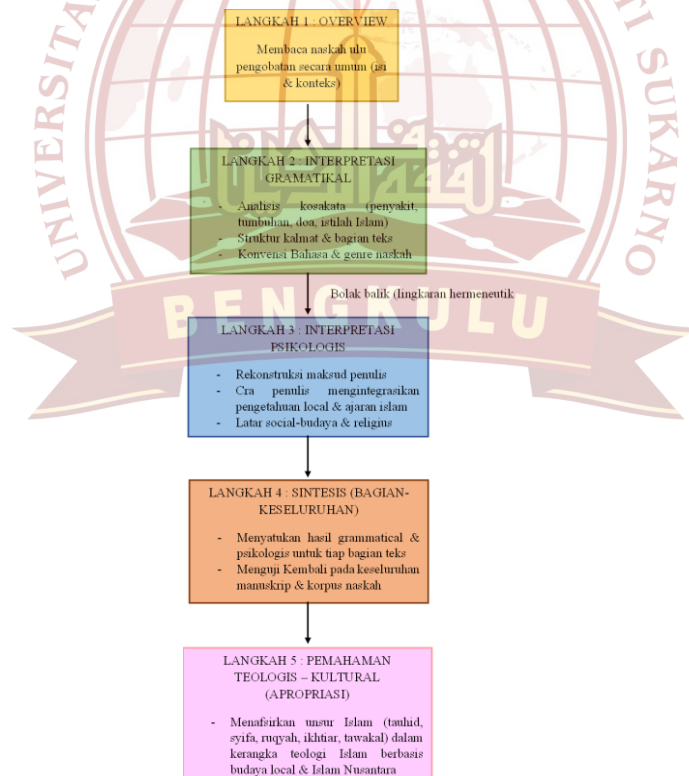 UNIVERSITAS
TI SUKARNO
BENGKULU
LANGKAH 1 : OVERVIEW
Membaca naskah ulu
pengobatan secara umum (isi
& konteks)
LANGKAH 2 : INTERPRETASI
GRAMATIKAL
- Analisis kosakata (penyakit,
tumbuhan, doa, istilah Islam)
- Struktur kalmat & bagian teks
- Konvensi Bahasa & genre naskah
Bolak balik (lingkaran hermeneutik
LANGKAH 3 : INTERPRETASI
PSIKOLOGIS
- Rekonstruksi maksud penulis
- Cra penulis mengintegrasikan
pengetahuan local & ajaran islam
- Latar social-budaya & religius
LANGKAH 4 : SINTESIS (BAGIAN-
KESELURUHAN)
- Menyatukan hasil grammatical &
psikologis untuk tiap bagian teks
- Menguji Kembali pada keseluruhan
manuskrip & korpus naskah
LANGKAH 5 : PEMAHAMAN
TEOLOGIS – KULTURAL
(APROPRIASI)
- Menafsirkan unsur Islam (tauhid,
syifa, ruqyah, ikhtiar, tawakal) dalam
kerangka teologi Islam berbasis
budaya local & Islam Nusantara